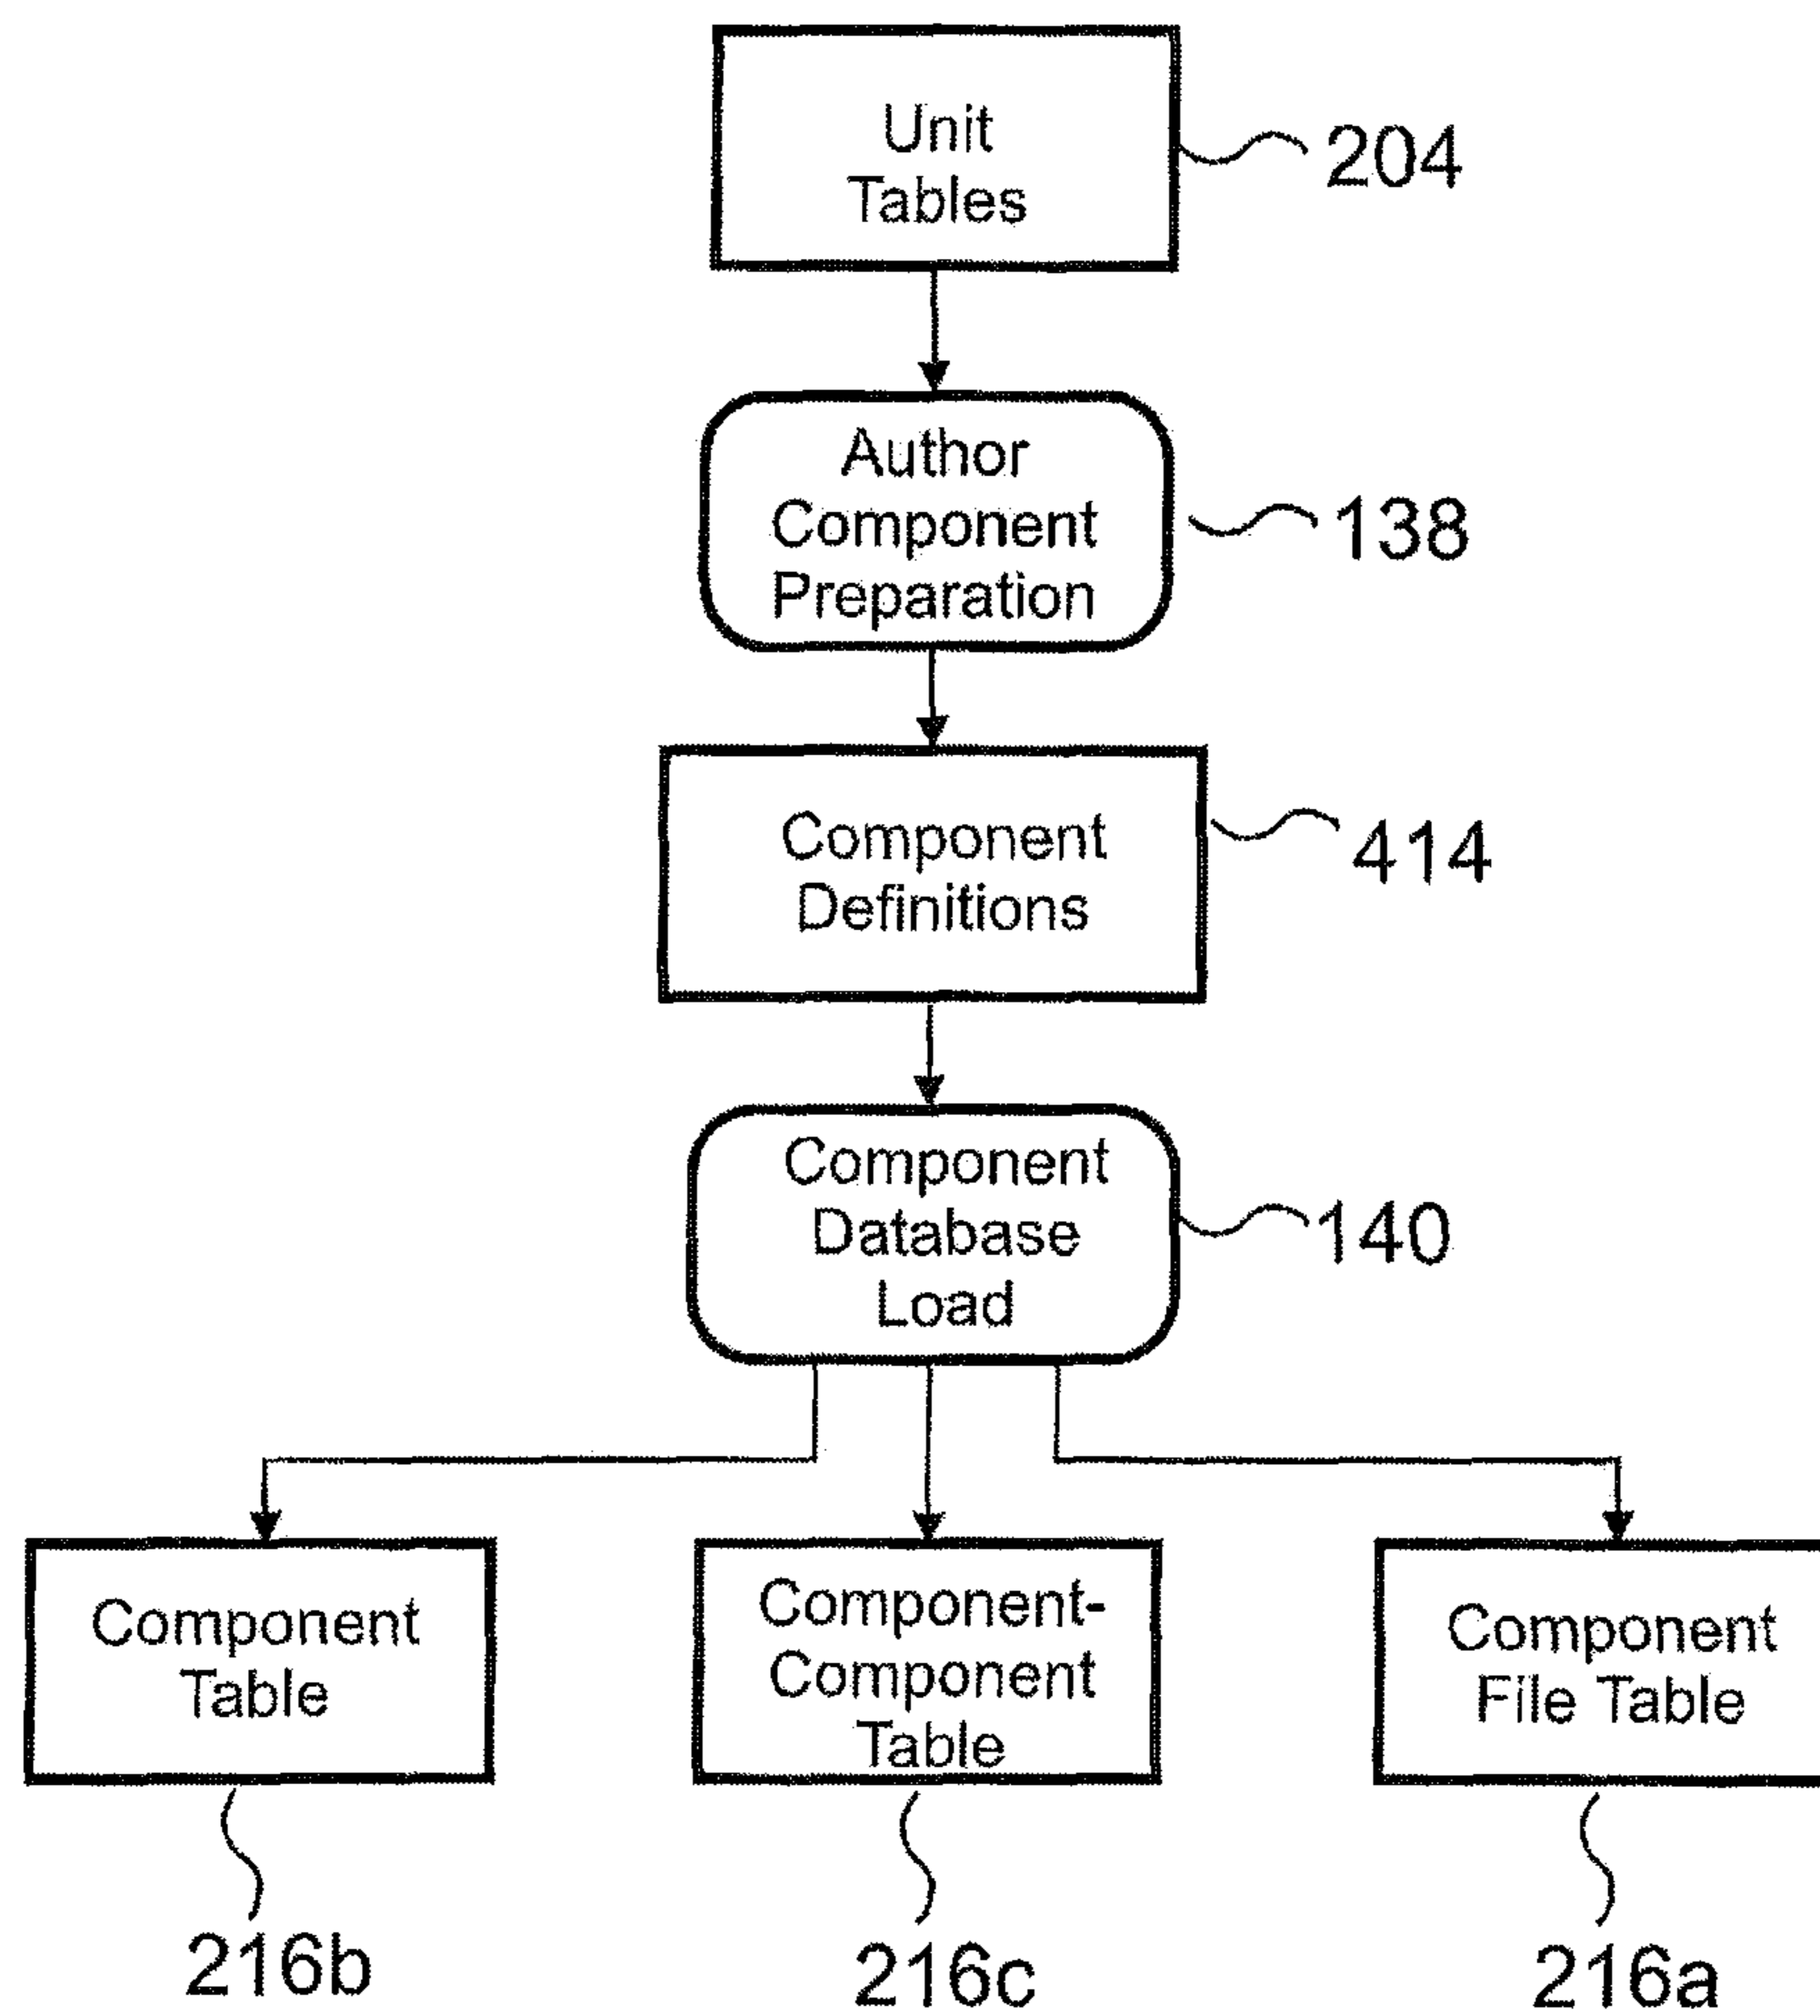 Unit
Tables
204
Author
Component
Preparation
138
Component
Definitions
414
Component
Database
Load
140
Component
Table
216b
Component-
Component
Table
216c
Component
File Table
216a